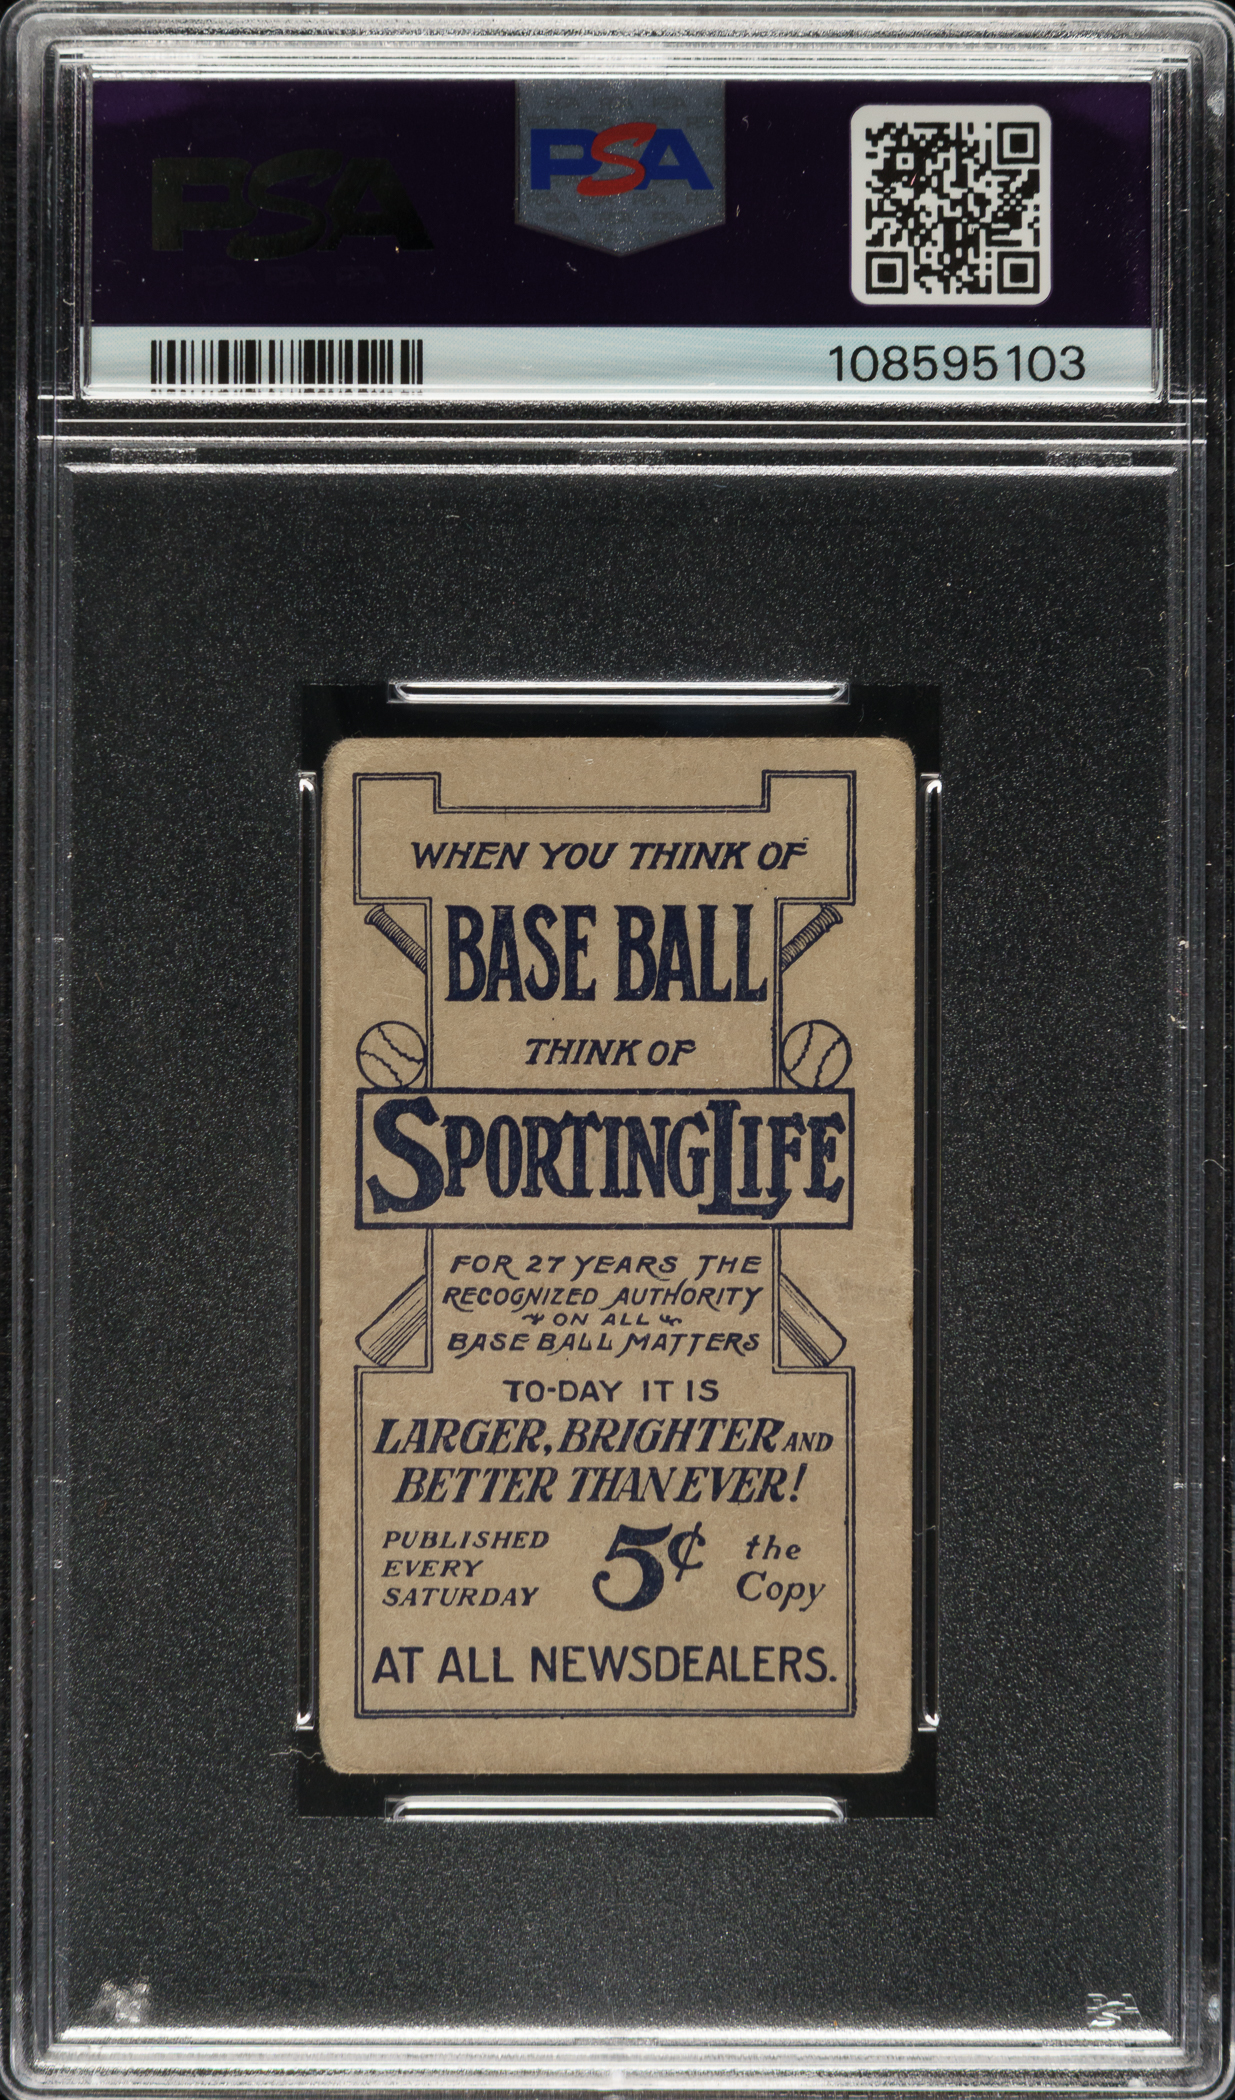 PSA
PSA
108595103
WHEN YOU THINK OF
BASE BALL
THINK OF
SPORTING LIFE
FOR 27 YEARS THE
RECOGNIZED AUTHORITY
ON ALL
BASE BALL MATTERS
TO-DAY IT IS
LARGER, BRIGHTER AND
BETTER THAN EVER!
PUBLISHED
EVERY
SATURDAY
5¢
the
Copy
AT ALL NEWSDEALERS.
PSA